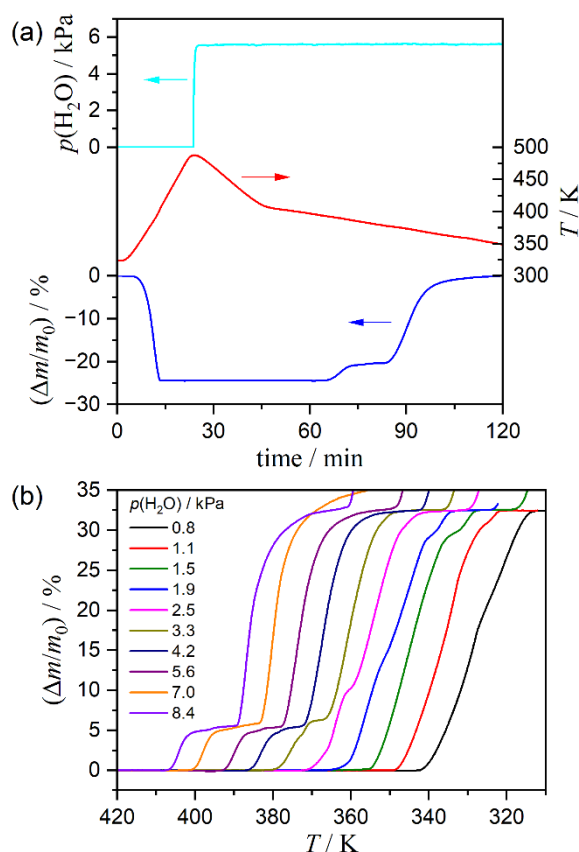 (a)
p(H₂O) / kPa
6
4
2
0
500
450
400
350
300
T / K
0
−10
−20
−30
(Δm/m₀) / %
0 30 60 90 120
time / min
(b)
35
30
25
20
15
10
5
0
(Δm/m₀) / %
p(H₂O) / kPa
0.8
1.1
1.5
1.9
2.5
3.3
4.2
5.6
7.0
8.4
420 400 380 360 340 320
T / K